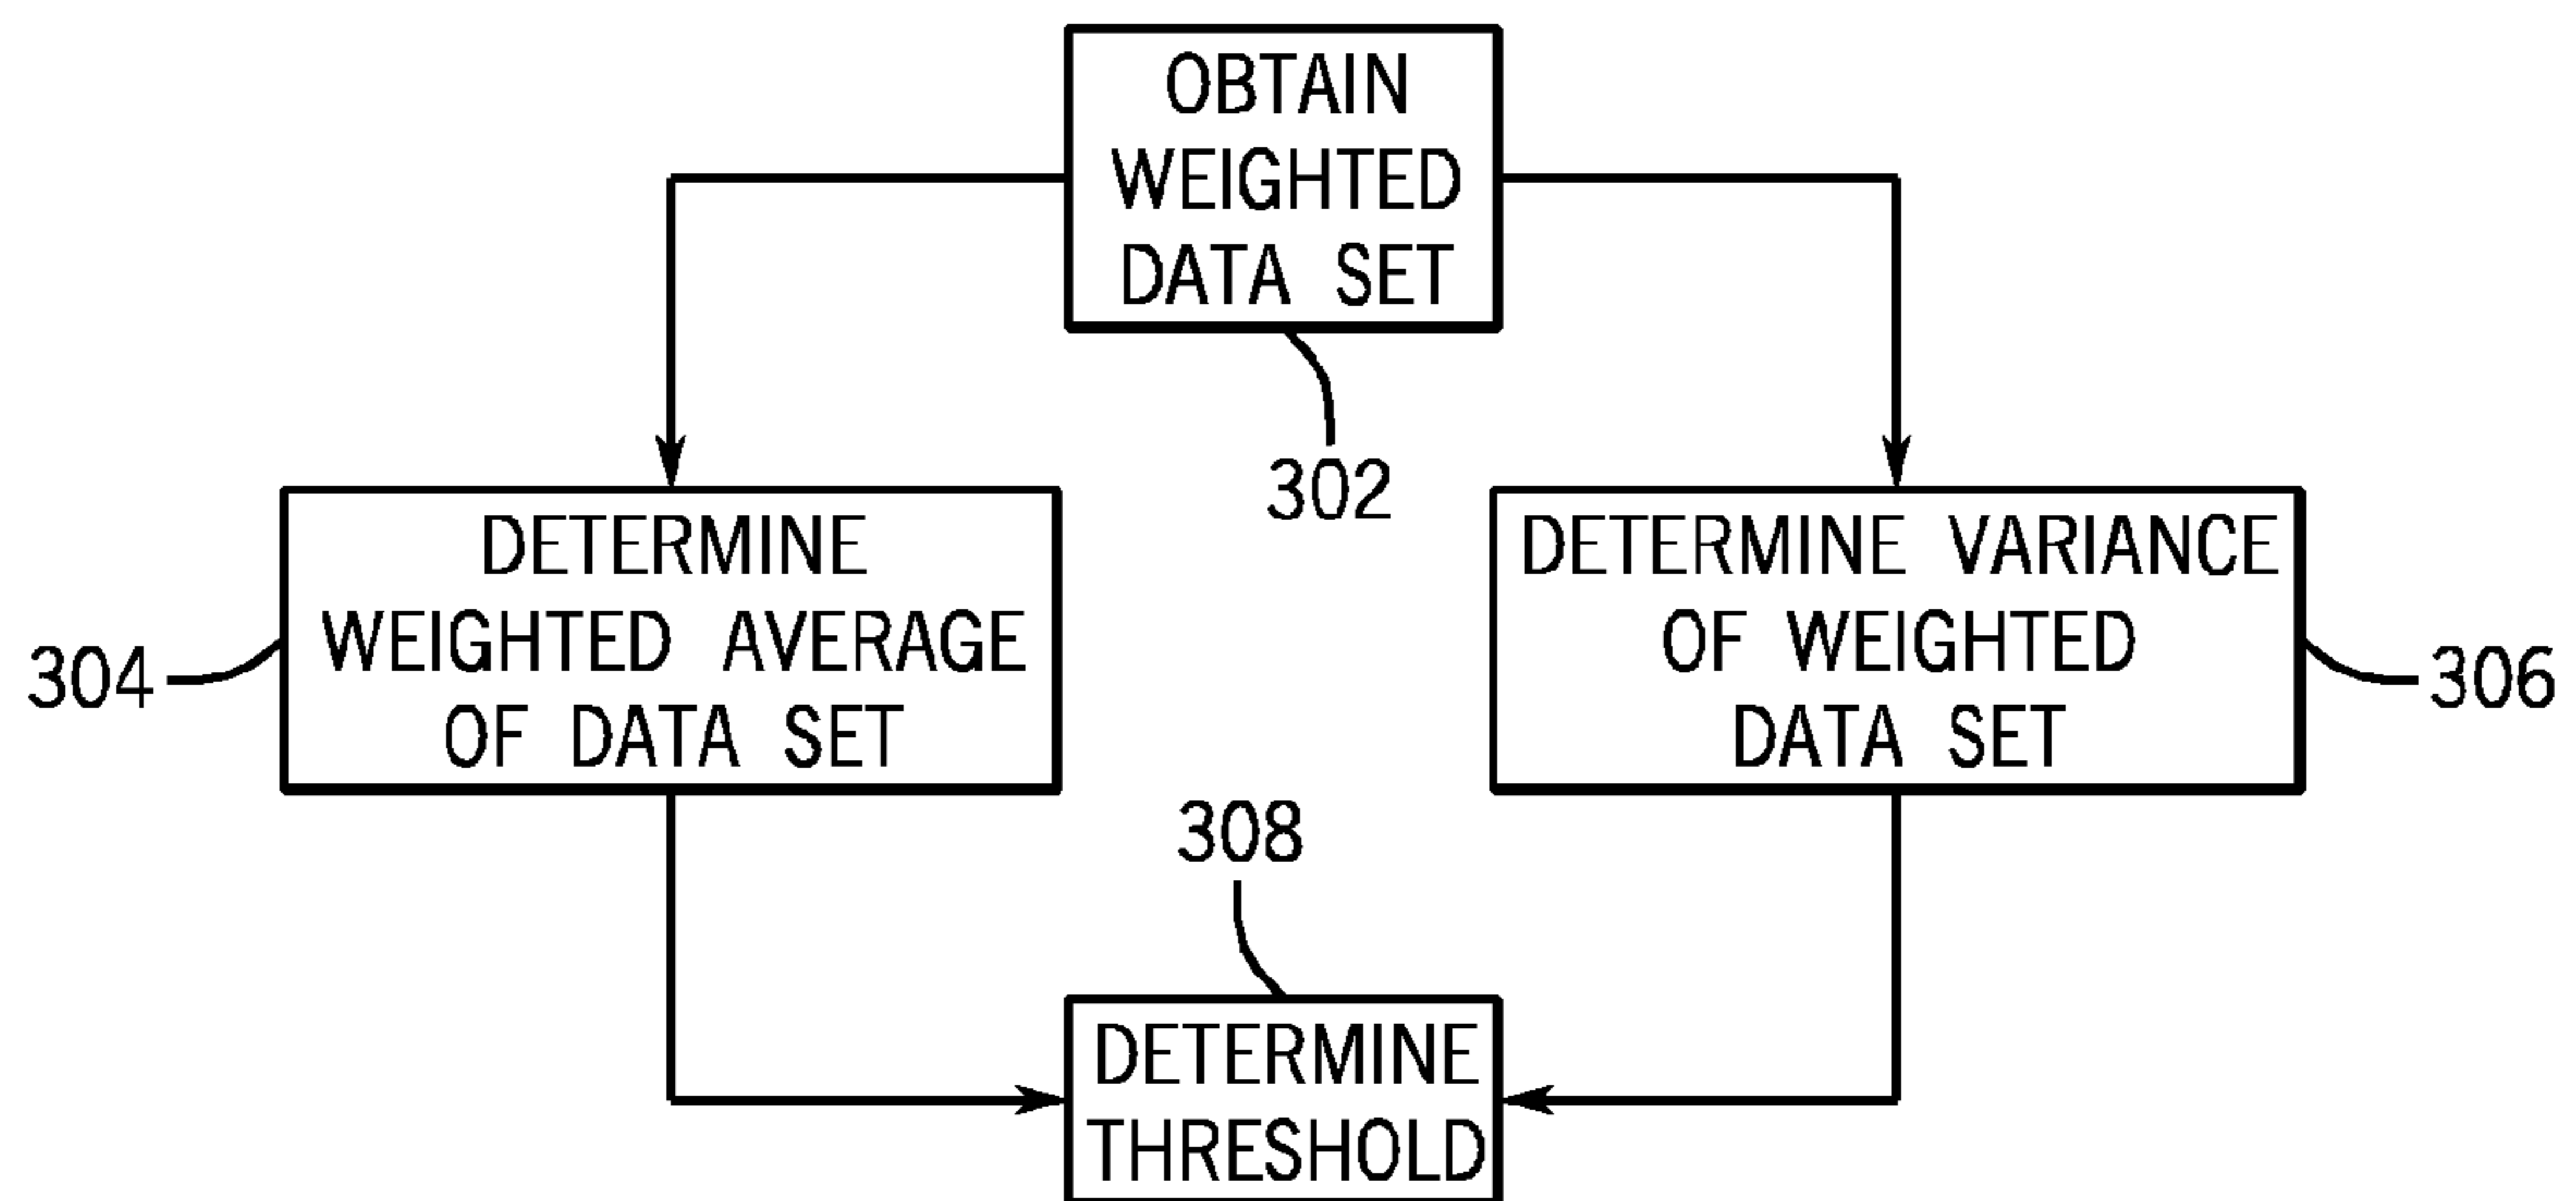 OBTAIN
WEIGHTED
DATA SET
302
DETERMINE
WEIGHTED AVERAGE
OF DATA SET
304
DETERMINE VARIANCE
OF WEIGHTED
DATA SET
306
308
DETERMINE
THRESHOLD